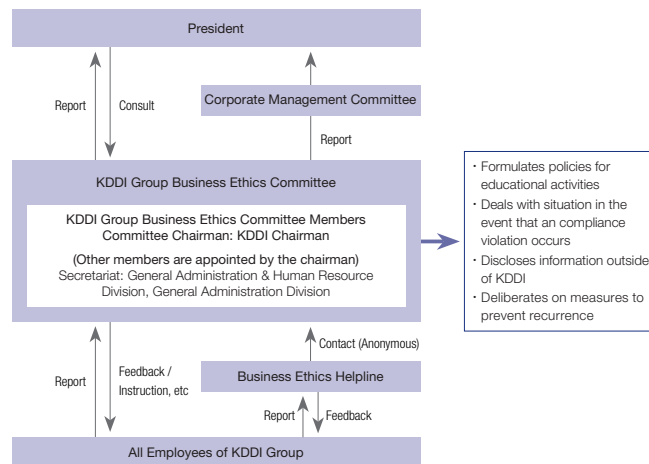 President
Report
Consult
Corporate Management Committee
Report
KDDI Group Business Ethics Committee
KDDI Group Business Ethics Committee Members
Committee Chairman: KDDI Chairman
(Other members are appointed by the chairman)
Secretariat: General Administration & Human Resource
Division, General Administration Division
・Formulates policies for
educational activities
・Deals with situation in the
event that an compliance
violation occurs
・Discloses information outside
of KDDI
・Deliberates on measures to
prevent recurrence
Contact (Anonymous)
Report
Feedback /
Instruction, etc
Business Ethics Helpline
Report
Feedback
All Employees of KDDI Group